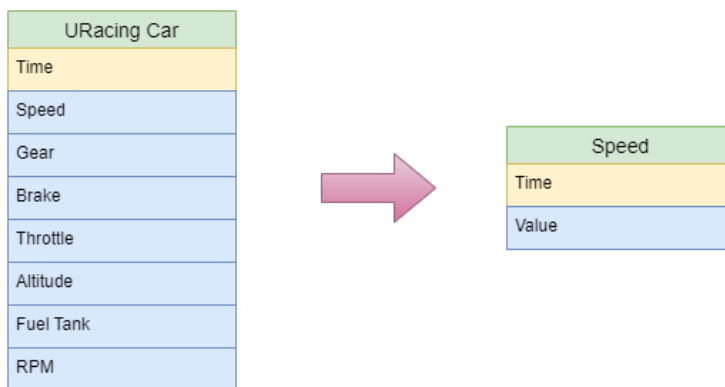 URacing Car
Time
Speed
Gear
Brake
Throttle
Altitude
Fuel Tank
RPM
Speed
Time
Value